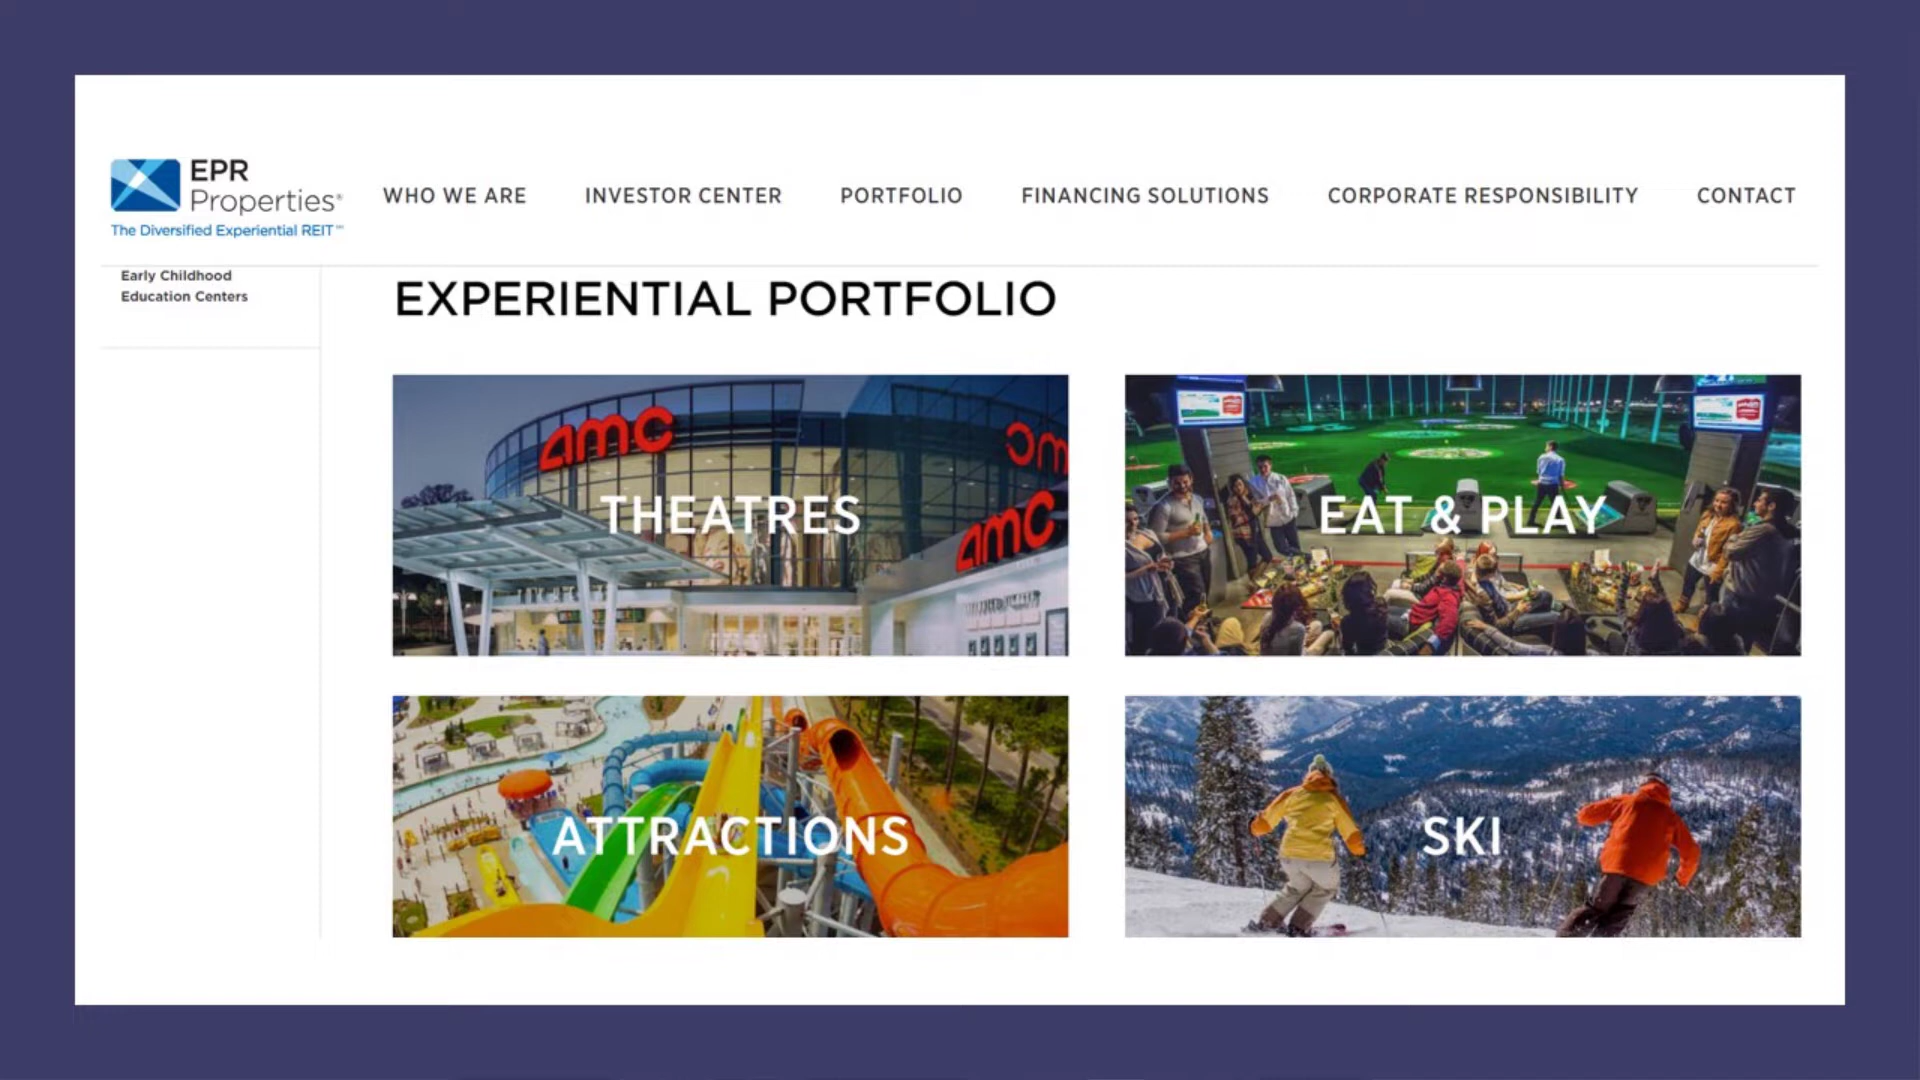 EPR
Properties®
The Diversified Experiential REIT℠
WHO WE ARE
INVESTOR CENTER
PORTFOLIO
FINANCING SOLUTIONS
CORPORATE RESPONSIBILITY
CONTACT
Early Childhood
Education Centers
EXPERIENTIAL PORTFOLIO
amc
amc
THEATRES
EAT & PLAY
ATTRACTIONS
SKI